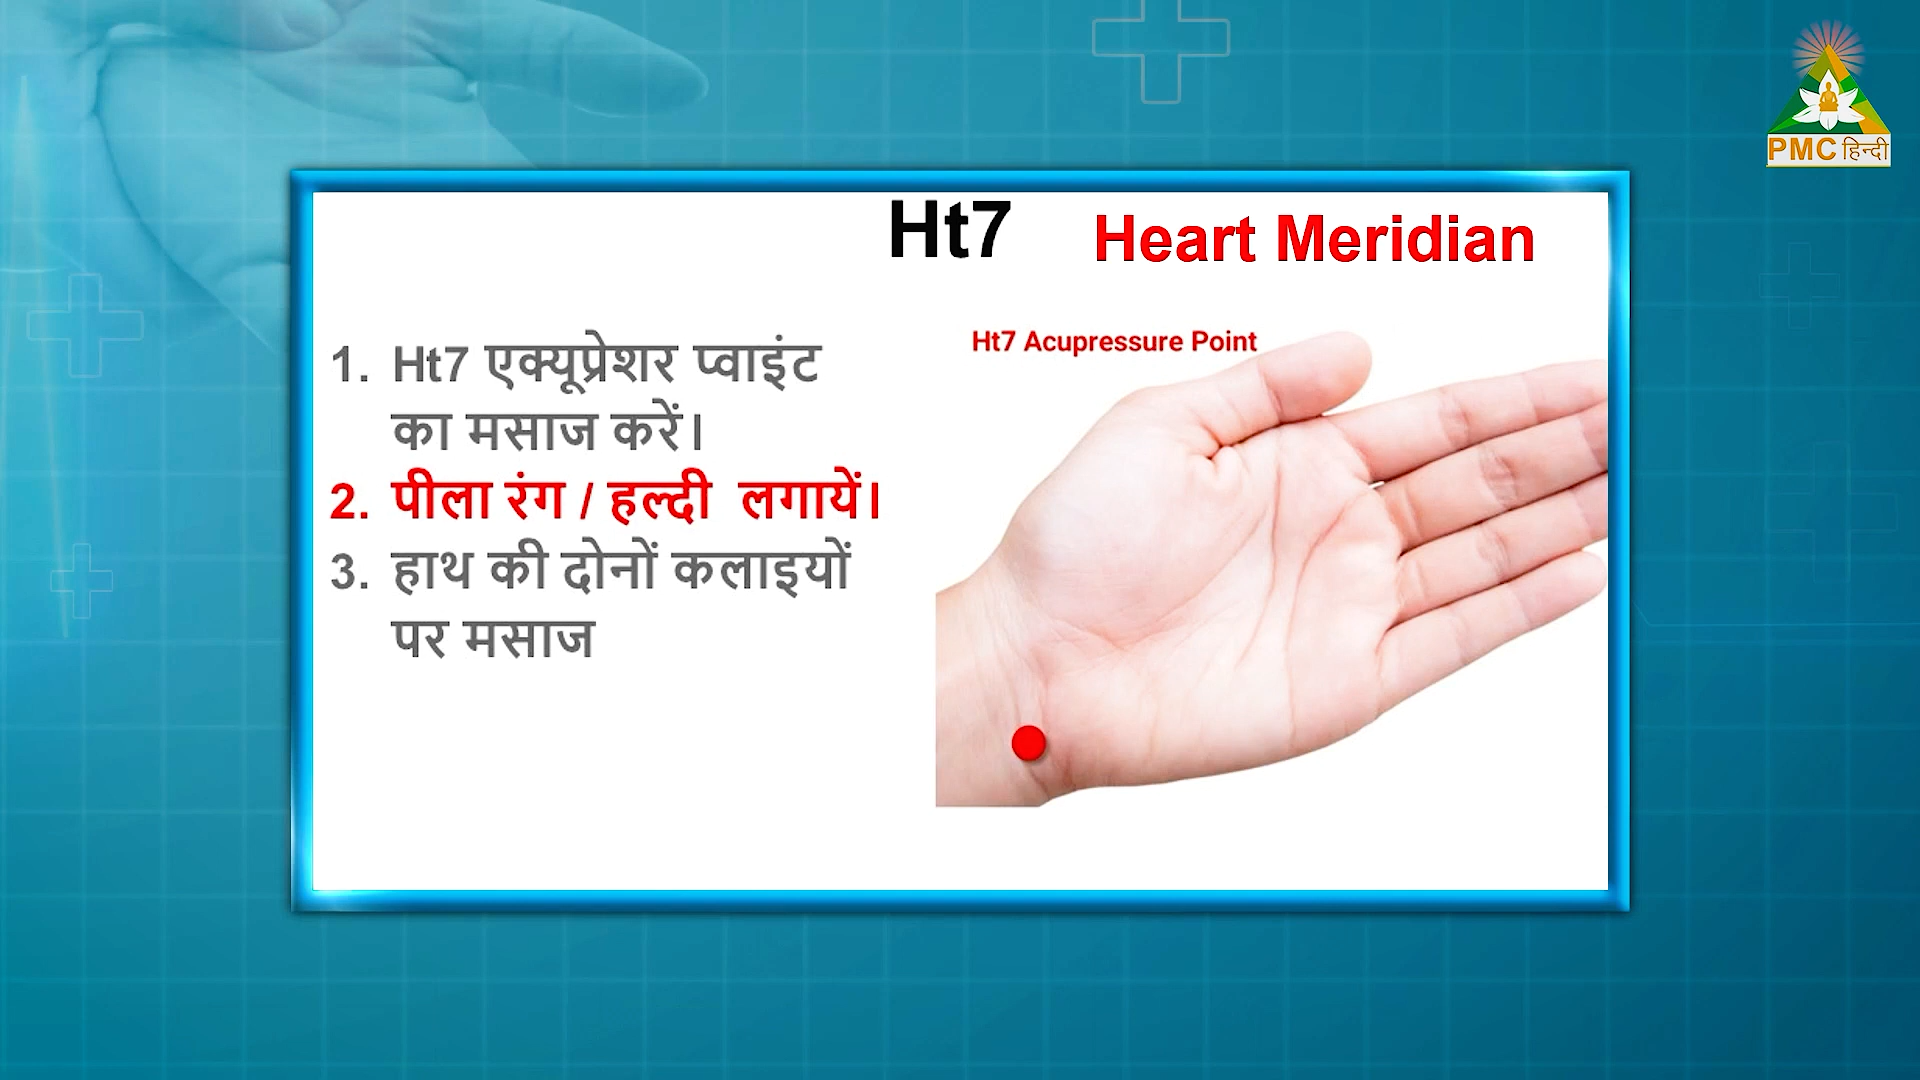 PMC हिन्दी
Ht7 Heart Meridian
Ht7 Acupressure Point
1. Ht7 एक्यूप्रेशर प्वाइंट
का मसाज करें।
2. पीला रंग / हल्दी लगायें।
3. हाथ की दोनों कलाइयों
पर मसाज